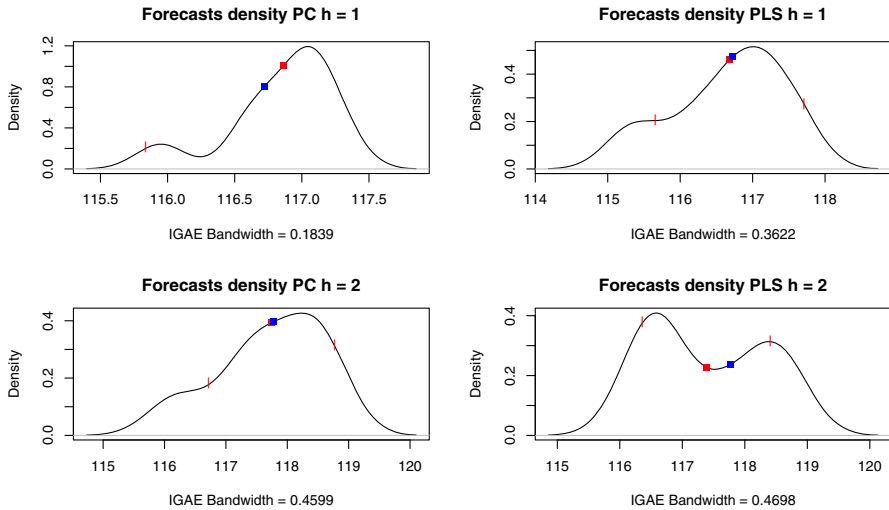 Forecasts density PC h = 1
Density
0.0 0.4 0.8 1.2
115.5 116.0 116.5 117.0 117.5
IGAE Bandwidth = 0.1839
Forecasts density PLS h = 1
Density
0.0 0.2 0.4
114 115 116 117 118
IGAE Bandwidth = 0.3622
Forecasts density PC h = 2
Density
0.0 0.2 0.4
115 116 117 118 119 120
IGAE Bandwidth = 0.4599
Forecasts density PLS h = 2
Density
0.0 0.2 0.4
115 116 117 118 119 120
IGAE Bandwidth = 0.4698